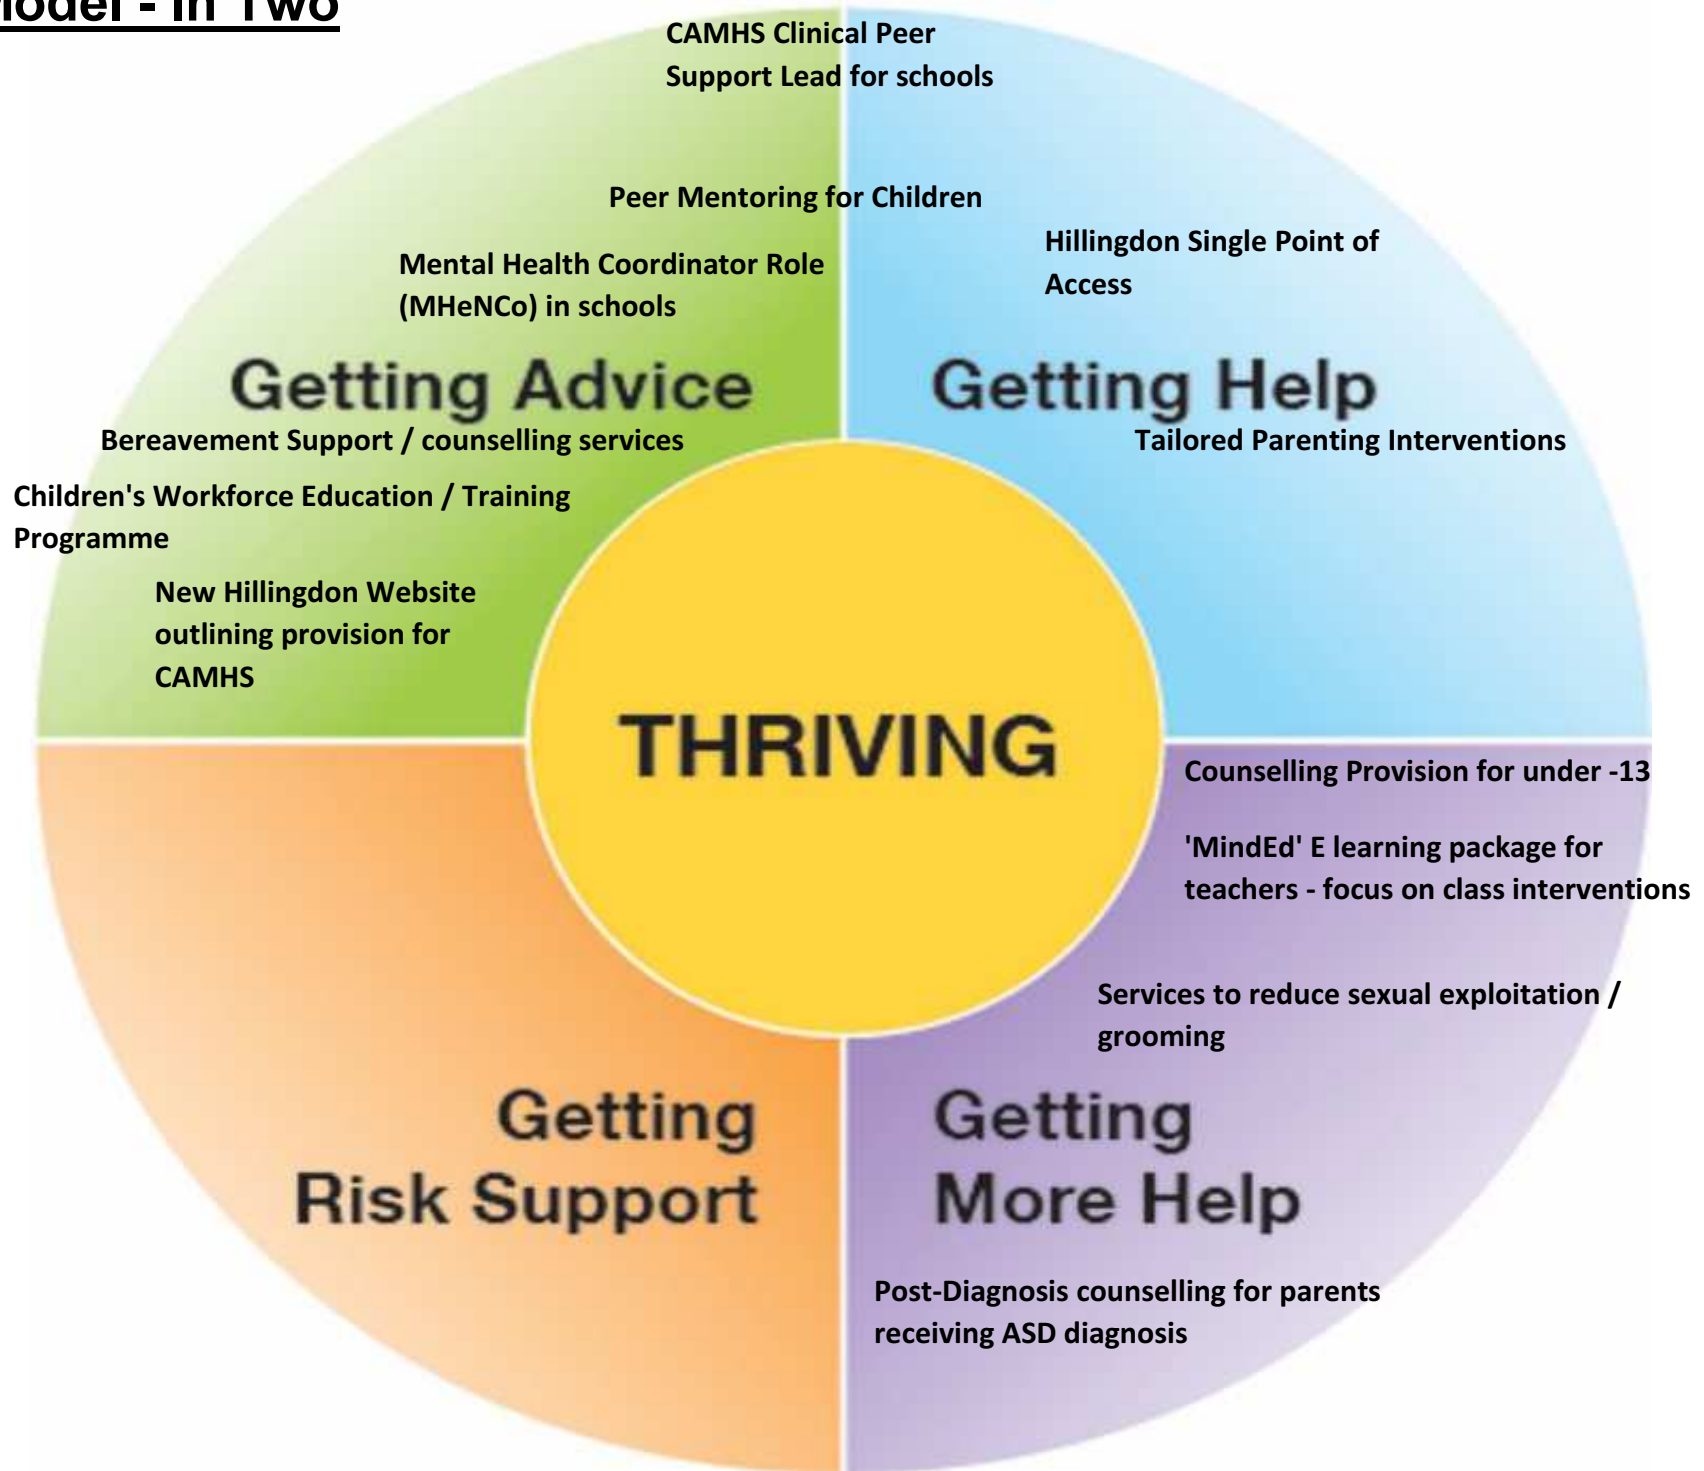 Model - In Two
CAMHS Clinical Peer
Support Lead for schools
Peer Mentoring for Children
Mental Health Coordinator Role
(MHeNCo) in schools
Hillingdon Single Point of
Access
Getting Advice
Getting Help
Bereavement Support / counselling services
Tailored Parenting Interventions
Children's Workforce Education / Training
Programme
New Hillingdon Website
outlining provision for
CAMHS
THRIVING
Counselling Provision for under -13
'MindEd' E learning package for
teachers - focus on class interventions
Services to reduce sexual exploitation /
grooming
Getting
Risk Support
Getting
More Help
Post-Diagnosis counselling for parents
receiving ASD diagnosis